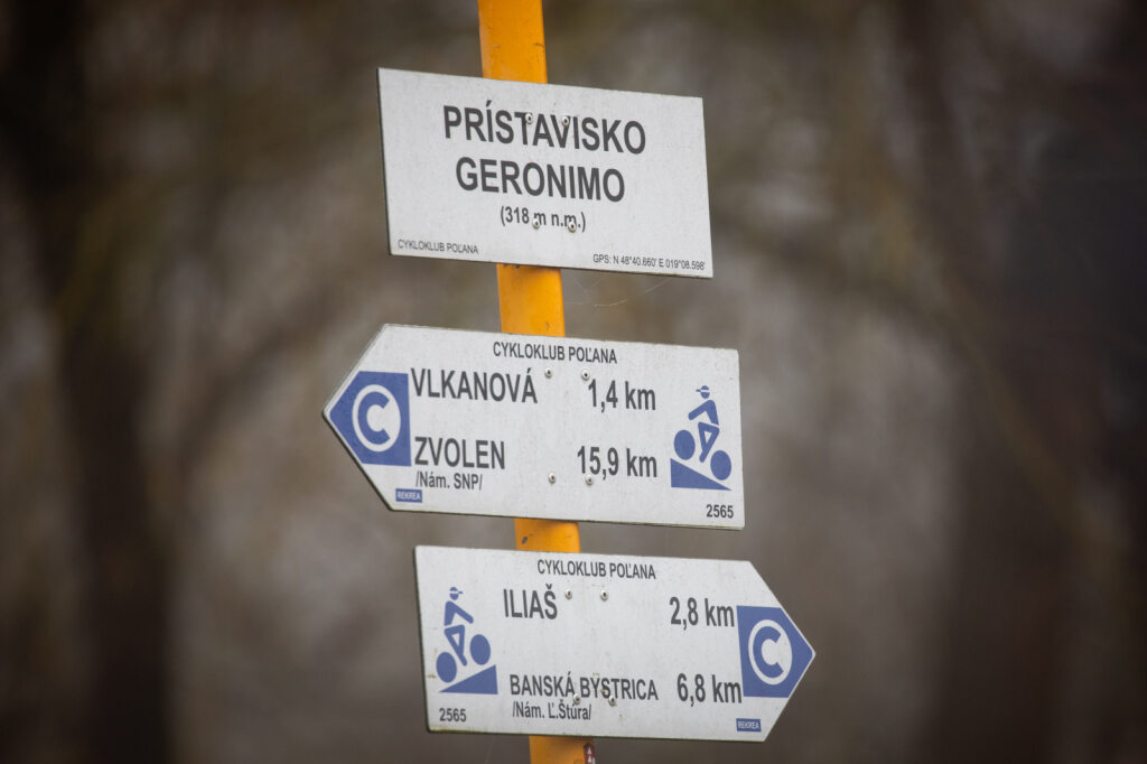 PRÍSTAVISKO
GERONIMO
(318 m n.m.)
CYKLOKLUB POĽANA
GPS: N 48°40.660' E 019°08.598'
CYKLOKLUB POĽANA
C
VLKANOVÁ 1,4 km
ZVOLEN 15,9 km
/Nám. SNP/
REKREA
2565
CYKLOKLUB POĽANA
ILIAŠ 2,8 km
C
BANSKÁ BYSTRICA 6,8 km
/Nám. Ľ.Štúra/
2565
REKREA